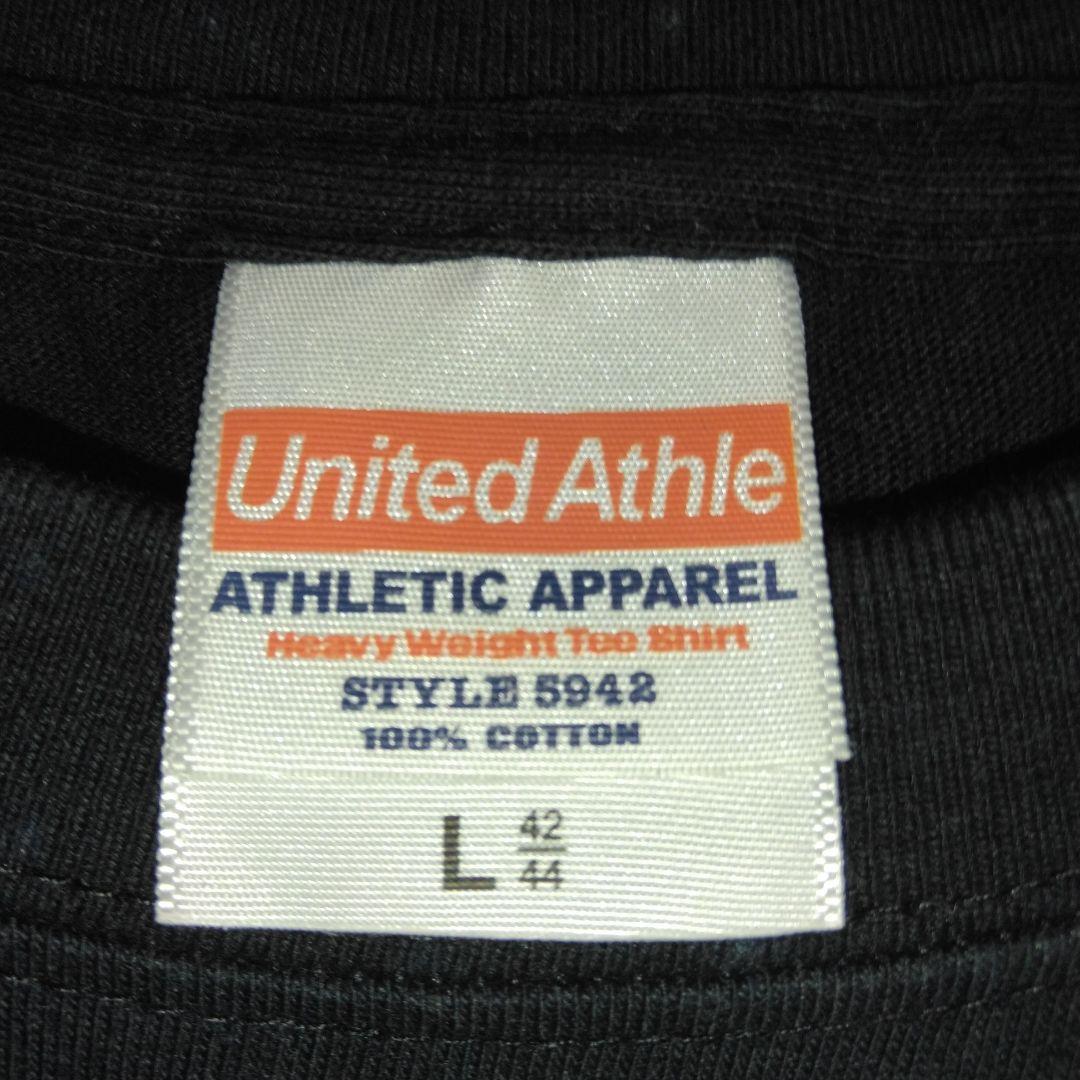 United Athle
ATHLETIC APPAREL
Heavy Weight Tee Shirt
STYLE 5942
100% COTTON
L 42/44